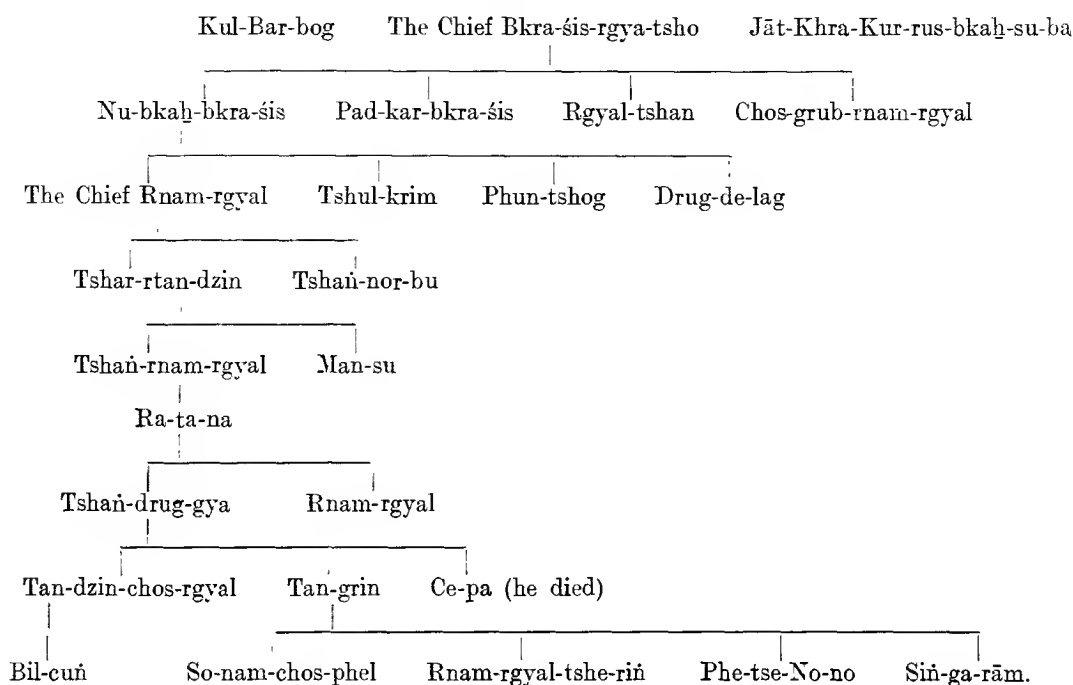 Kul-Bar-bog The Chief Bkra-śis-rgya-tsho Jāt-Khra-Kur-rus-bkaẖ-su-ba
Nu-bkaẖ-bkra-śis Pad-kar-bkra-śis Rgyal-tshan Chos-grub-rnam-rgyal
The Chief Rnam-rgyal Tshul-krim Phun-tshog Drug-de-lag
Tshar-rtan-dzin Tshaṅ-nor-bu
Tshaṅ-rnam-rgyal Man-su
Ra-ta-na
Tshaṅ-drug-gya Rnam-rgyal
Tan-dzin-chos-rgyal Tan-grin Ce-pa (he died)
Bil-cuṅ So-nam-chos-phel Rnam-rgyal-tshe-riṅ Phe-tse-No-no Siṅ-ga-rām.